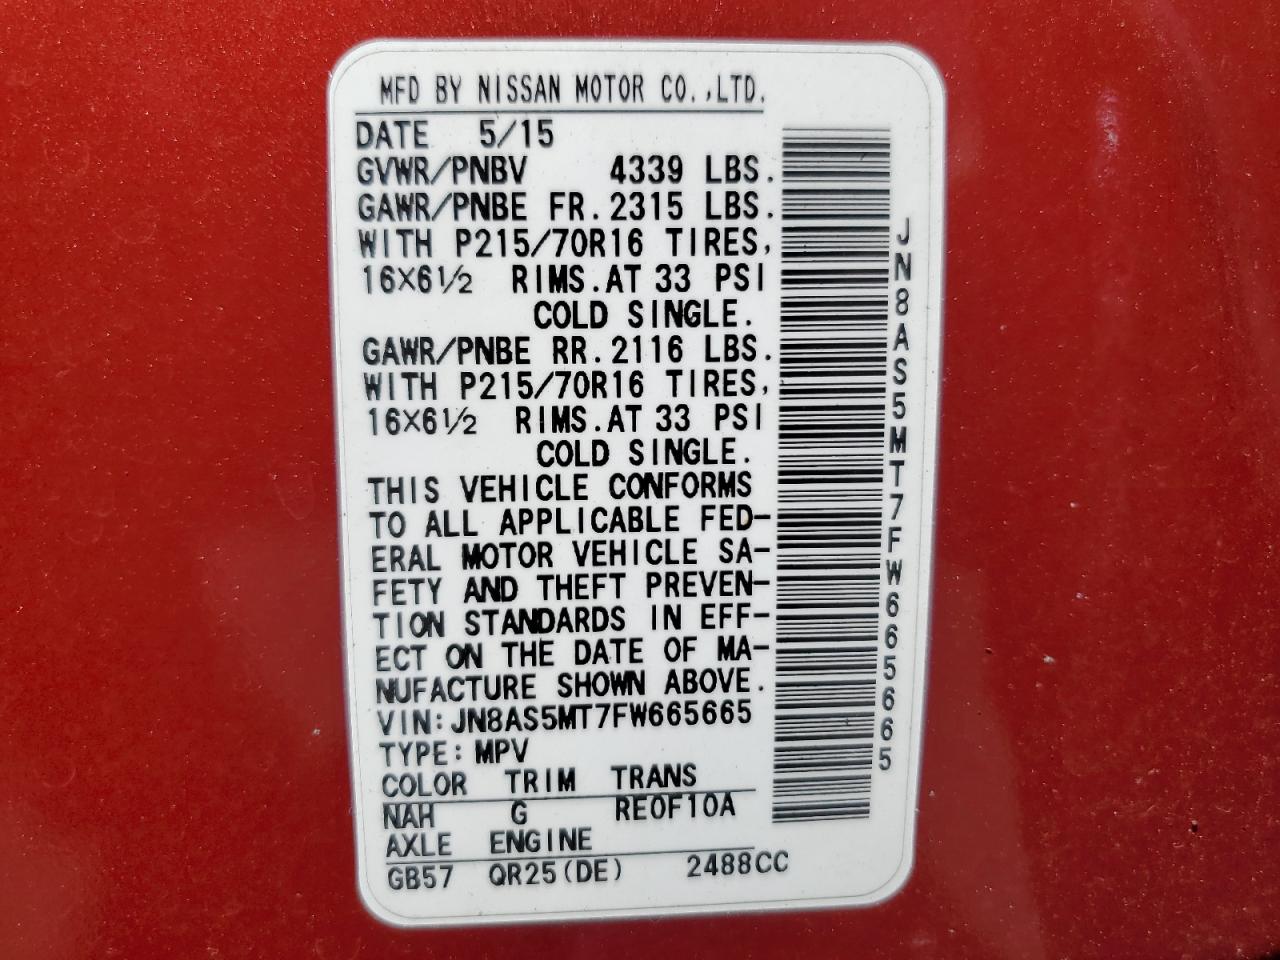 MFD BY NISSAN MOTOR CO.,LTD.
DATE 5/15
GVWR/PNBV 4339 LBS.
GAWR/PNBE FR.2315 LBS.
WITH P215/70R16 TIRES,
16X6½ RIMS.AT 33 PSI
COLD SINGLE.
GAWR/PNBE RR.2116 LBS.
WITH P215/70R16 TIRES,
16X6½ RIMS.AT 33 PSI
COLD SINGLE.
THIS VEHICLE CONFORMS
TO ALL APPLICABLE FED-
ERAL MOTOR VEHICLE SA-
FETY AND THEFT PREVEN-
TION STANDARDS IN EFF-
ECT ON THE DATE OF MA-
NUFACTURE SHOWN ABOVE.
VIN:JN8AS5MT7FW665665
TYPE:MPV
COLOR TRIM TRANS
NAH G RE0F10A
AXLE ENGINE
GB57 QR25(DE) 2488CC
JN8AS5MT7FW665665